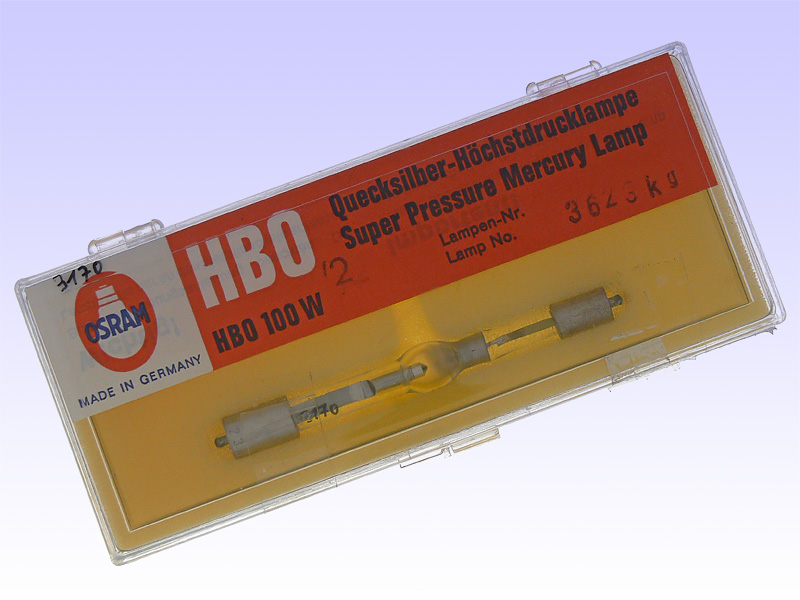 3170
OSRAM
MADE IN GERMANY
HBO
HBO 100 W/2
Quecksilber-Höchstdrucklampe
Super Pressure Mercury Lamp
Lampen-Nr.
Lamp No.
3170